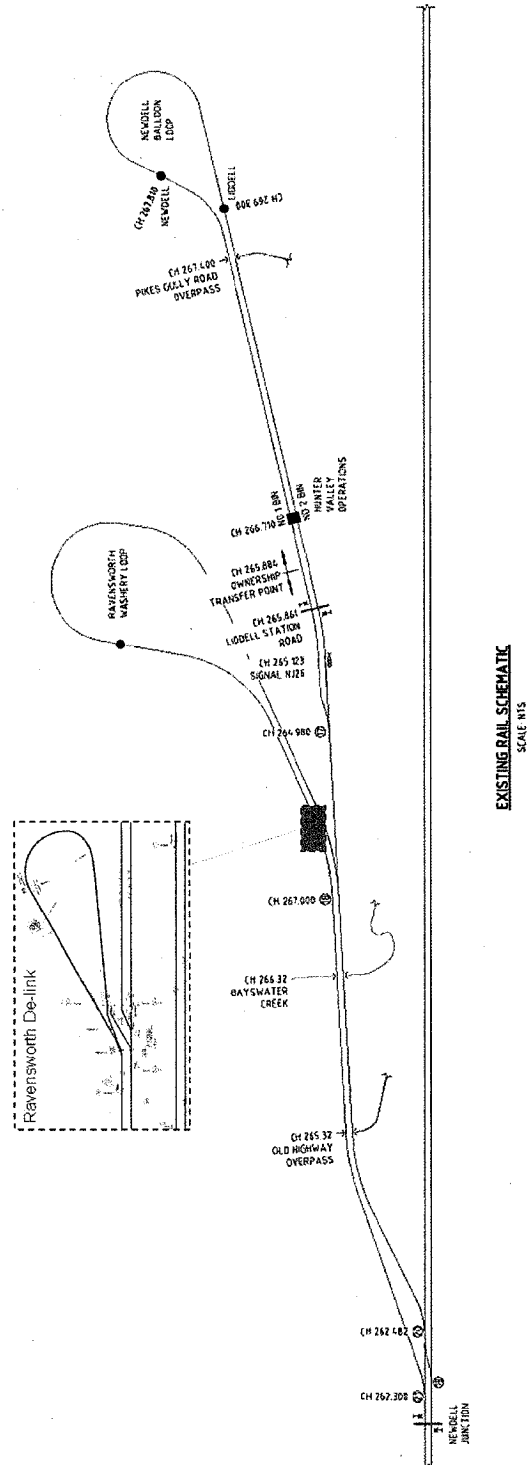 NEWDELL
BALLOON
LOOP
CH 267.810
NEWDELL
LIDDELL
CH 269.300
CH 267.400
PIKES GULLY ROAD
OVERPASS
RAVENSWORTH
WASHERY LOOP
CH 266.710
NO 1 BIN
NO 2 BIN
HUNTER
VALLEY
OPERATIONS
CH 265.884
OWNERSHIP
TRANSFER POINT
CH 265.861
LIDDELL STATION
ROAD
CH 265 123
SIGNAL NJ26
CH 264 980
Ravensworth De-link
CH 267.000
CH 266.32
BAYSWATER
CREEK
CH 265.32
OLD HIGHWAY
OVERPASS
CH 262 482
CH 262.308
NEWDELL
JUNCTION
EXISTING RAIL SCHEMATIC
SCALE NTS